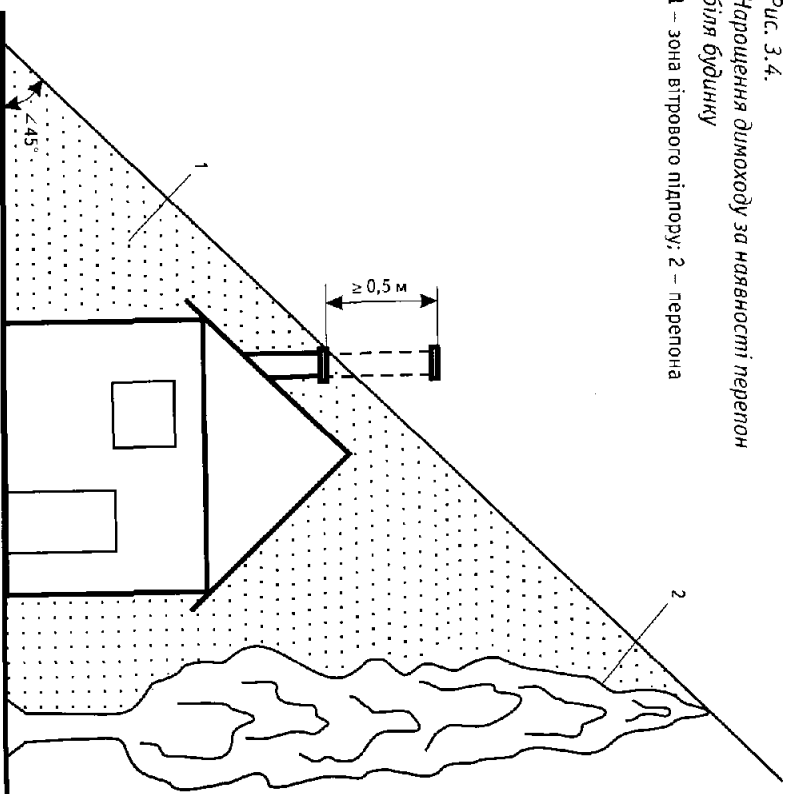 Рис. 3.4.
Нарощення димоходу за наявності перепон
біля будинку
1 – зона вітрового підпору; 2 – перепона
∠45°
1
≥ 0,5 м
2